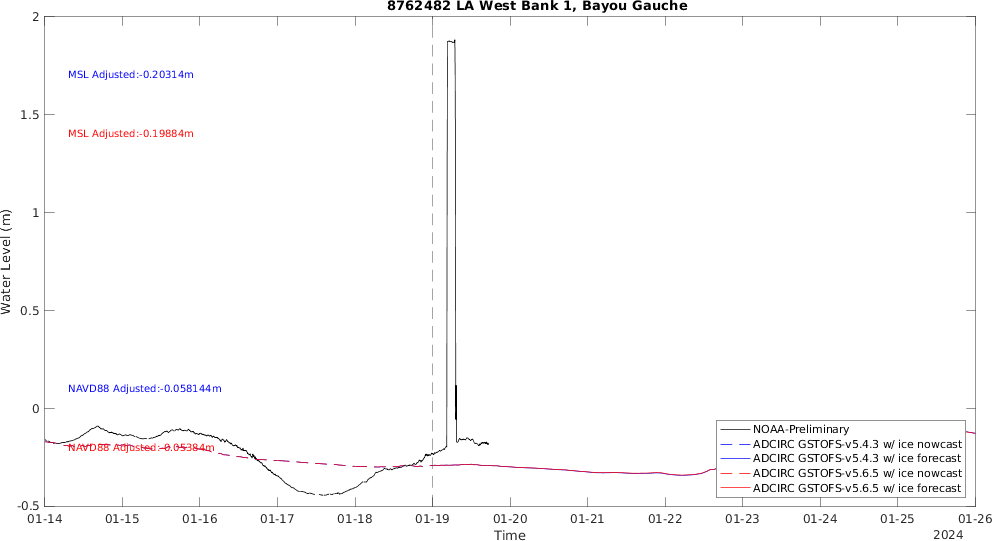 8762482 LA West Bank 1, Bayou Gauche
2
MSL Adjusted:-0.20314m
1.5
MSL Adjusted:-0.19884m
1
Water Level (m)
0.5
NAVD88 Adjusted:-0.058144m
0
NAVD88 Adjusted:-0.05384m
NOAA-Preliminary
ADCIRC GSTOFS-v5.4.3 w/ ice nowcast
ADCIRC GSTOFS-v5.4.3 w/ ice forecast
ADCIRC GSTOFS-v5.6.5 w/ ice nowcast
ADCIRC GSTOFS-v5.6.5 w/ ice forecast
-0.5
01-14 01-15 01-16 01-17 01-18 01-19 01-20 01-21 01-22 01-23 01-24 01-25 01-26
Time
2024